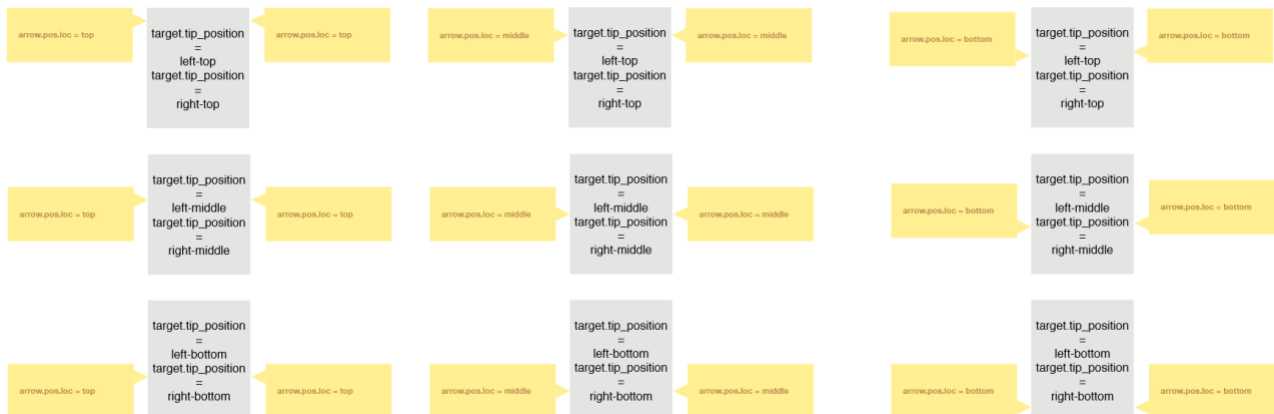 arrow.pos.loc = top
target.tip_position
=
left-top
target.tip_position
=
right-top
arrow.pos.loc = top
arrow.pos.loc = middle
target.tip_position
=
left-top
target.tip_position
=
right-top
arrow.pos.loc = middle
arrow.pos.loc = bottom
target.tip_position
=
left-top
target.tip_position
=
right-top
arrow.pos.loc = bottom
arrow.pos.loc = top
target.tip_position
=
left-middle
target.tip_position
=
right-middle
arrow.pos.loc = top
arrow.pos.loc = middle
target.tip_position
=
left-middle
target.tip_position
=
right-middle
arrow.pos.loc = middle
arrow.pos.loc = bottom
target.tip_position
=
left-middle
target.tip_position
=
right-middle
arrow.pos.loc = bottom
arrow.pos.loc = top
target.tip_position
=
left-bottom
target.tip_position
=
right-bottom
arrow.pos.loc = top
arrow.pos.loc = middle
target.tip_position
=
left-bottom
target.tip_position
=
right-bottom
arrow.pos.loc = middle
arrow.pos.loc = bottom
target.tip_position
=
left-bottom
target.tip_position
=
right-bottom
arrow.pos.loc = bottom